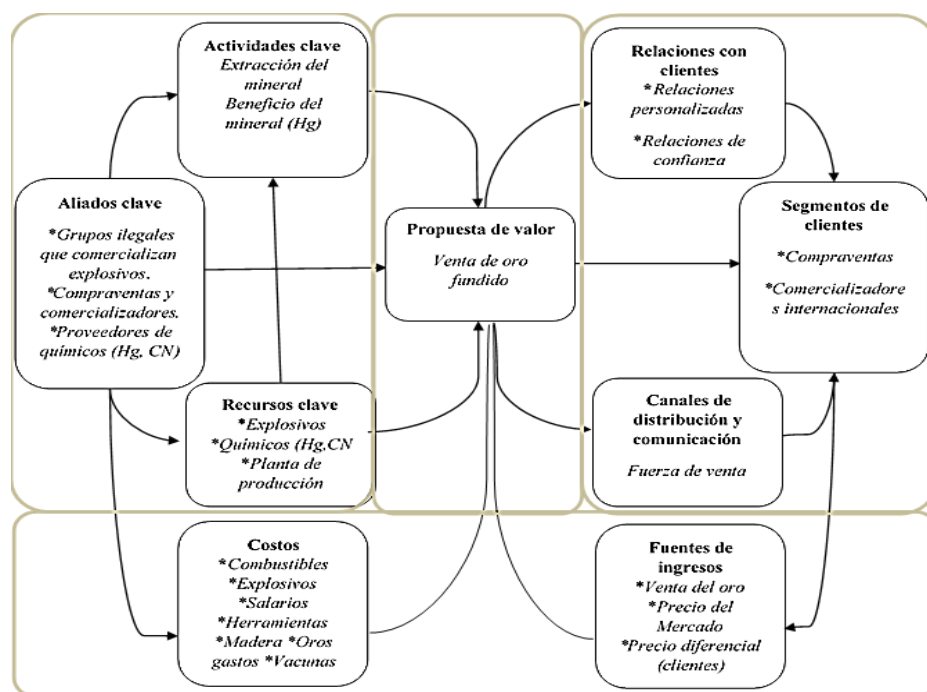 Actividades clave
Extracción del
mineral
Beneficio del
mineral (Hg)
Relaciones con
clientes
*Relaciones
personalizadas
*Relaciones de
confianza
Aliados clave
*Grupos ilegales
que comercializan
explosivos.
*Compraventas y
comercializadores.
*Proveedores de
químicos (Hg, CN)
Propuesta de valor
Venta de oro
fundido
Segmentos de
clientes
*Compraventas
*Comercializadore
s internacionales
Recursos clave
*Explosivos
*Químicos (Hg,CN
*Planta de
producción
Canales de
distribución y
comunicación
Fuerza de venta
Costos
*Combustibles
*Explosivos
*Salarios
*Herramientas
*Madera *Oros
gastos *Vacunas
Fuentes de
ingresos
*Venta del oro
*Precio del
Mercado
*Precio diferencial
(clientes)